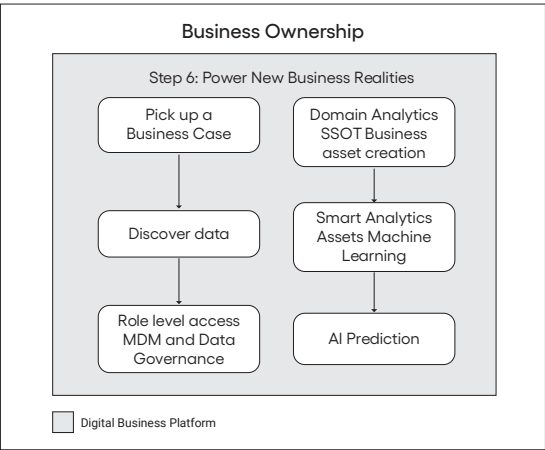 Business Ownership
Step 6: Power New Business Realities
Pick up a
Business Case
Discover data
Role level access
MDM and Data
Governance
Domain Analytics
SSOT Business
asset creation
Smart Analytics
Assets Machine
Learning
AI Prediction
Digital Business Platform